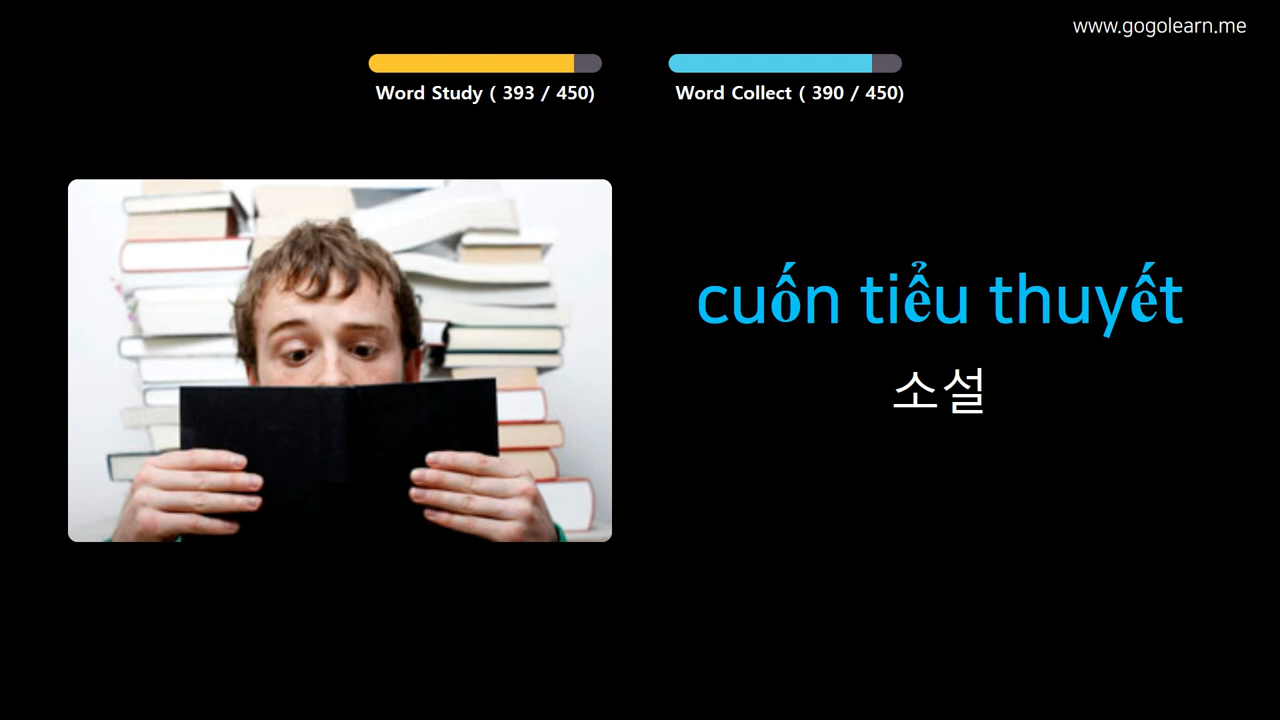 www.gogolearn.me
Word Study ( 393 / 450)
Word Collect ( 390 / 450)
cuốn tiểu thuyết
소설